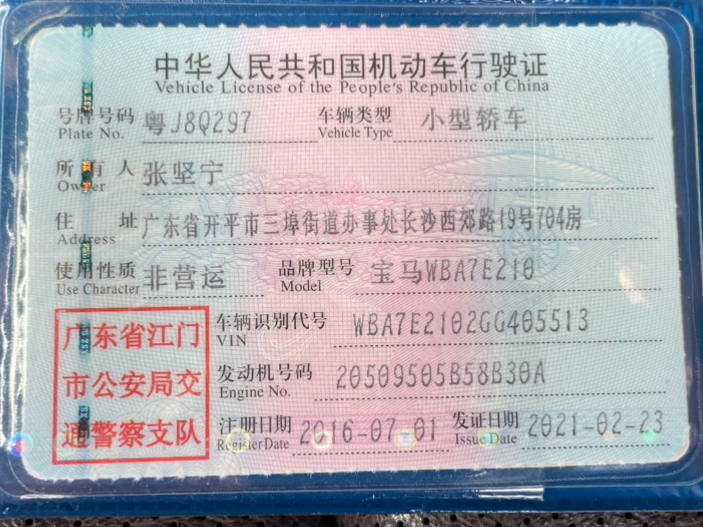 中华人民共和国机动车行驶证
Vehicle License of the People's Republic of China
号牌号码 粤J8Q297 车辆类型 小型轿车
Plate No. Vehicle Type
所有人 张坚宁
Owner
住址 广东省开平市三埠街道办事处长沙西郊路19号704房
Address
使用性质 非营运 品牌型号 宝马WBA7E210
Use Character Model
广东省江门
市公安局交
通警察支队
车辆识别代号 WBA7E2102GG405513
VIN
发动机号码 20509505B58B30A
Engine No.
注册日期 2016-07-01 发证日期 2021-02-23
Register Date Issue Date